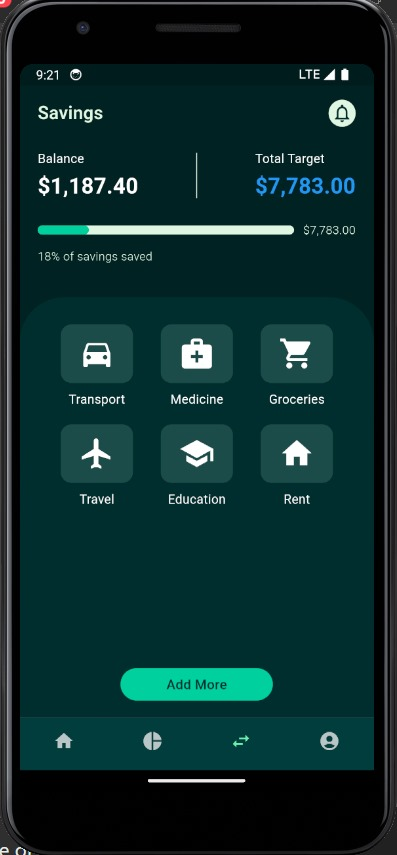 9:21
LTE
Savings
Balance
Total Target
$1,187.40
$7,783.00
$7,783.00
18% of savings saved
Transport
Medicine
Groceries
Travel
Education
Rent
Add More